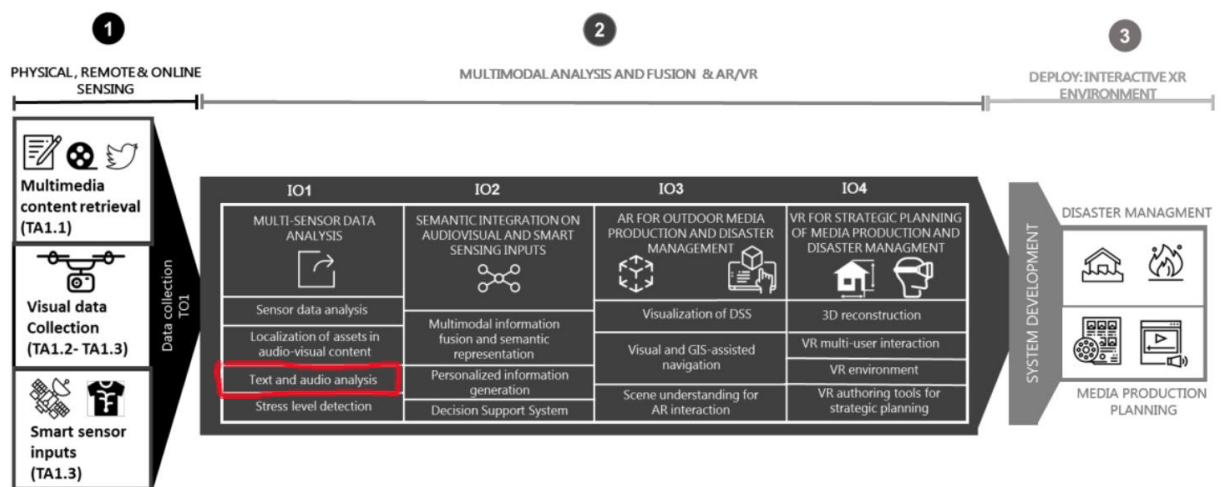 1
2
3
PHYSICAL, REMOTE & ONLINE
SENSING
MULTIMODAL ANALYSIS AND FUSION & AR/VR
DEPLOY: INTERACTIVE XR
ENVIRONMENT
Multimedia
content retrieval
(TA1.1)
Visual data
Collection
(TA1.2- TA1.3)
Smart sensor
inputs
(TA1.3)
Data collection
TO1
IO1
MULTI-SENSOR DATA
ANALYSIS
Sensor data analysis
Localization of assets in
audio-visual content
Text and audio analysis
Stress level detection
IO2
SEMANTIC INTEGRATION ON
AUDIOVISUAL AND SMART
SENSING INPUTS
Multimodal information
fusion and semantic
representation
Personalized information
generation
Decision Support System
IO3
AR FOR OUTDOOR MEDIA
PRODUCTION AND DISASTER
MANAGEMENT
Visualization of DSS
Visual and GIS-assisted
navigation
Scene understanding for
AR interaction
IO4
VR FOR STRATEGIC PLANNING
OF MEDIA PRODUCTION AND
DISASTER MANAGMENT
3D reconstruction
VR multi-user interaction
VR environment
VR authoring tools for
strategic planning
SYSTEM DEVELOPMENT
DISASTER MANAGMENT
MEDIA PRODUCTION
PLANNING